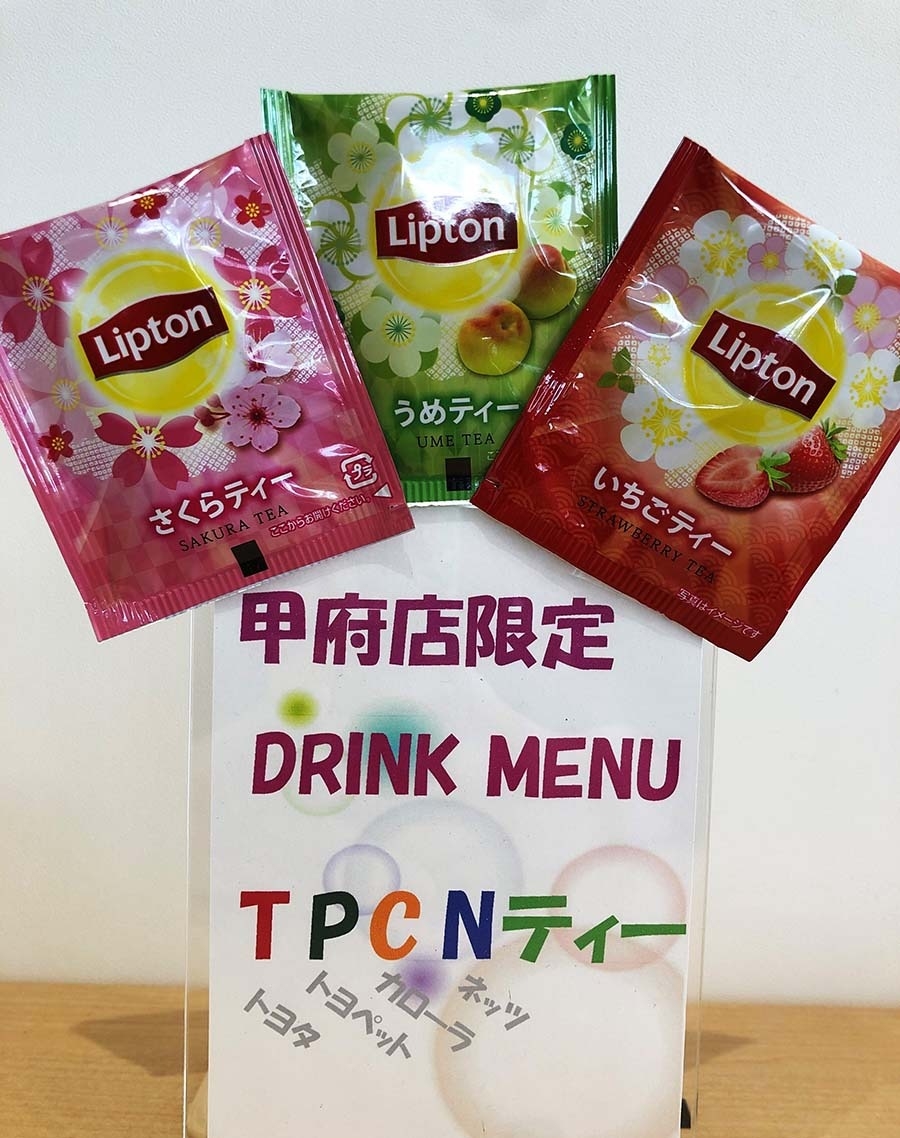 Lipton
さくらティー
SAKURA TEA
ここからお開けください。
プラ
Lipton
うめティー
UME TEA
Lipton
いちごティー
STRAWBERRY TEA
写真はイメージです
甲府店限定
DRINK MENU
TPCNティー
トヨタ
トヨペット
カローラ
ネッツ